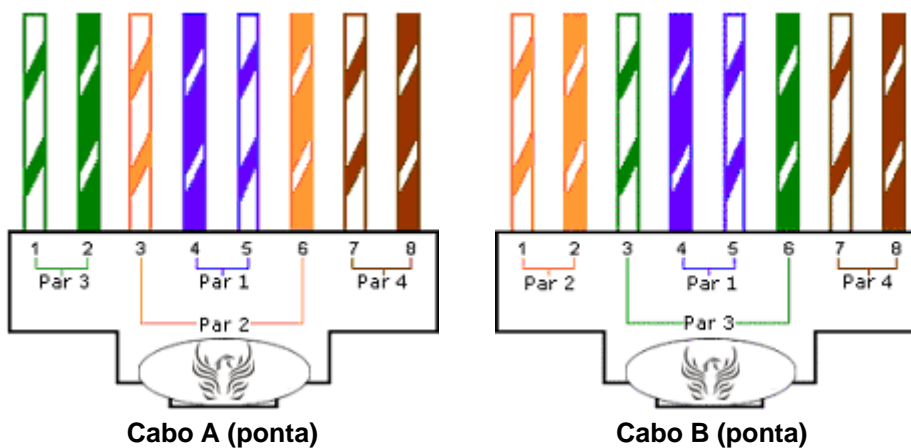 1 2 3 4 5 6 7 8
Par 3 Par 1 Par 4
Par 2
Cabo A (ponta)
1 2 3 4 5 6 7 8
Par 2 Par 1 Par 4
Par 3
Cabo B (ponta)